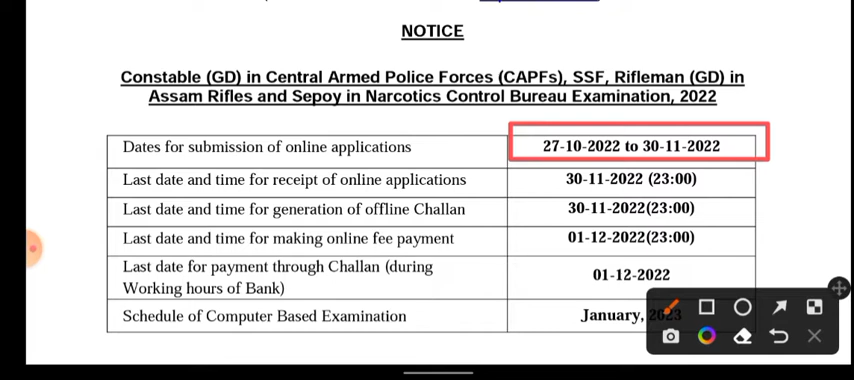 NOTICE
Constable (GD) in Central Armed Police Forces (CAPFs), SSF, Rifleman (GD) in
Assam Rifles and Sepoy in Narcotics Control Bureau Examination, 2022
Dates for submission of online applications 27-10-2022 to 30-11-2022
Last date and time for receipt of online applications 30-11-2022 (23:00)
Last date and time for generation of offline Challan 30-11-2022(23:00)
Last date and time for making online fee payment 01-12-2022(23:00)
Last date for payment through Challan (during
Working hours of Bank) 01-12-2022
Schedule of Computer Based Examination January, 2023